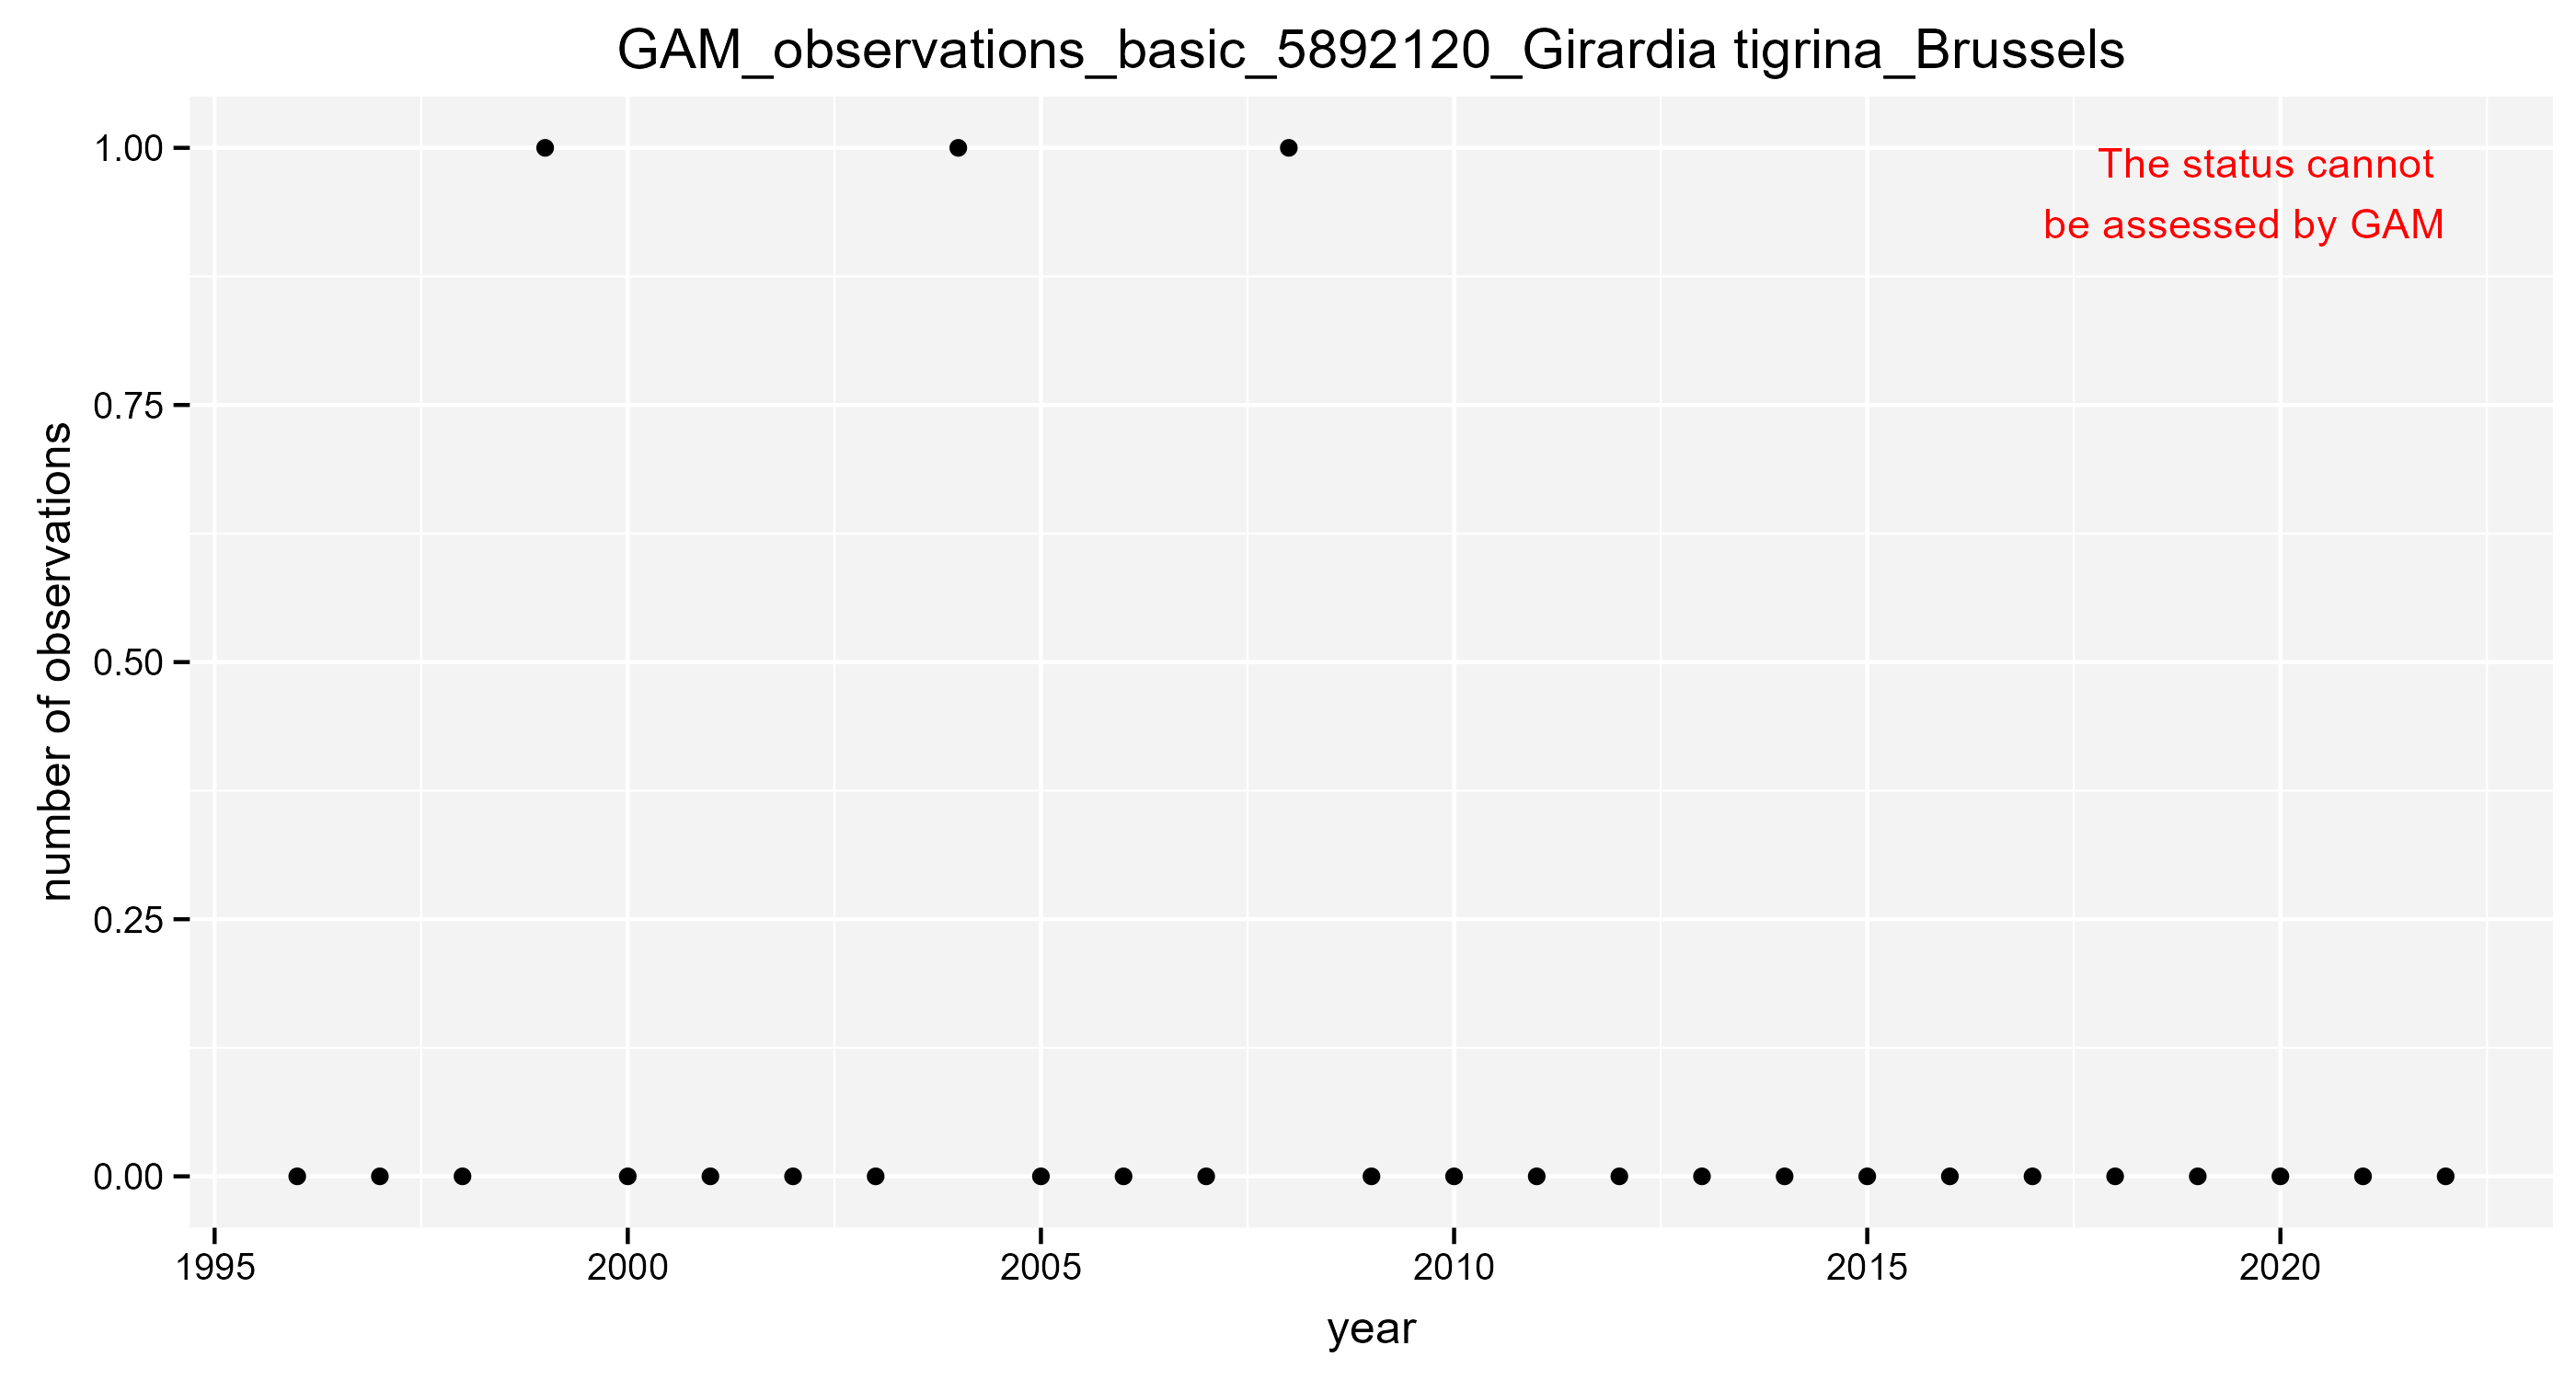 GAM_observations_basic_5892120_Girardia tigrina_Brussels
The status cannot
be assessed by GAM
number of observations
1.00
0.75
0.50
0.25
0.00
1995 2000 2005 2010 2015 2020
year